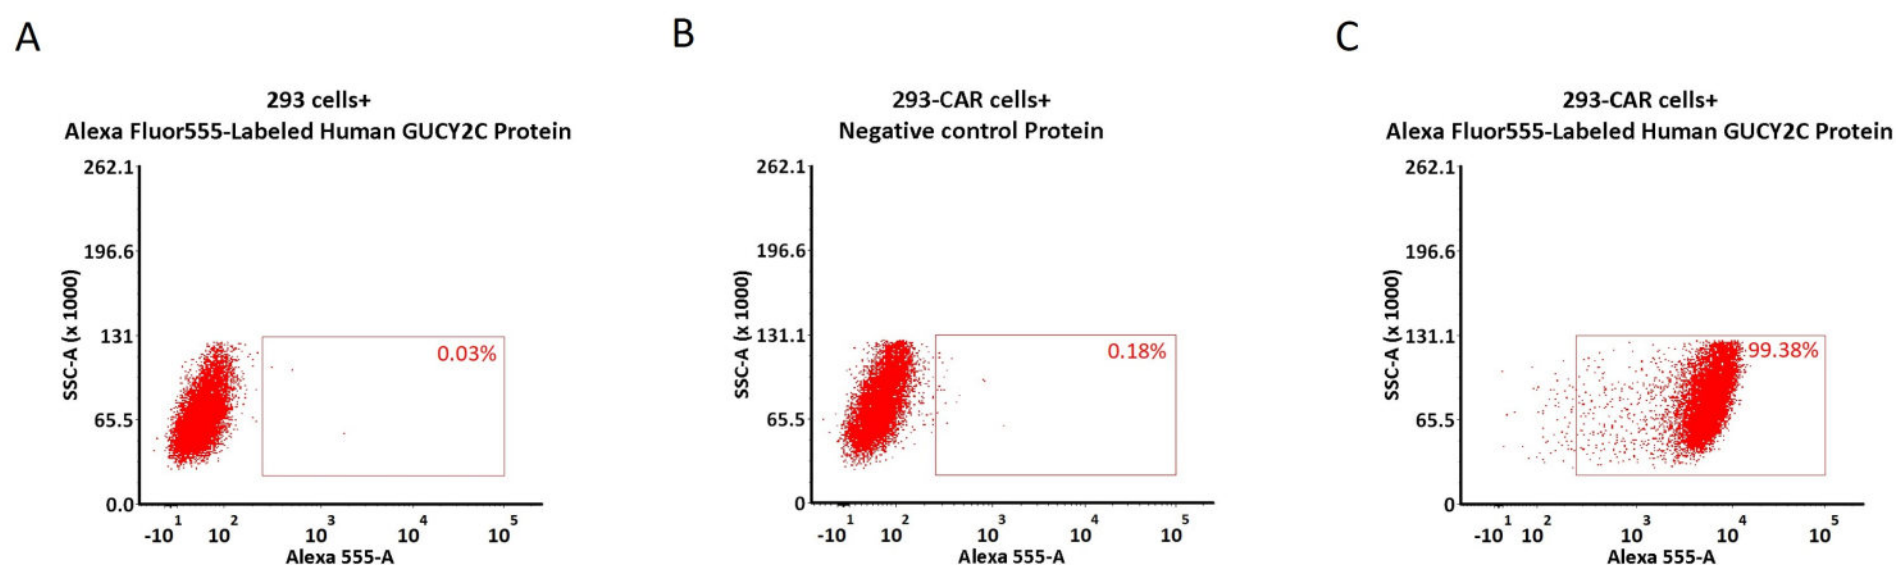 A
293 cells+
Alexa Fluor555-Labeled Human GUCY2C Protein
262.1
196.6
131
65.5
0.0
SSC-A (x 1000)
0.03%
-10^1 10^2 10^3 10^4 10^5
Alexa 555-A
B
293-CAR cells+
Negative control Protein
262.1
196.6
131.1
65.5
0
SSC-A (x 1000)
0.18%
-10^1 10^2 10^3 10^4 10^5
Alexa 555-A
C
293-CAR cells+
Alexa Fluor555-Labeled Human GUCY2C Protein
262.1
196.6
131.1
65.5
0
SSC-A (x 1000)
99.38%
-10^1 10^2 10^3 10^4 10^5
Alexa 555-A